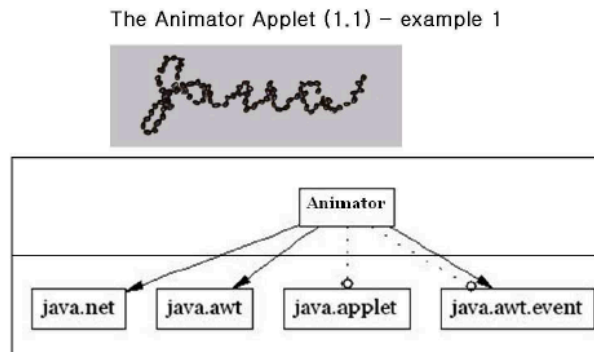 The Animator Applet (1.1) – example 1
java
Animator
java.net
java.awt
java.applet
java.awt.event